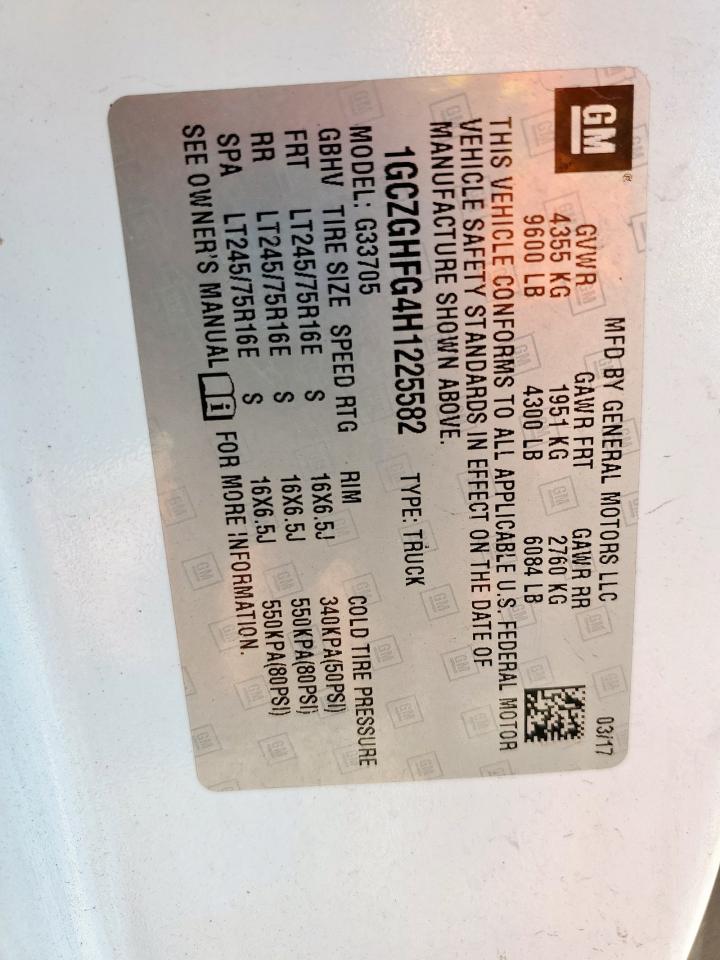 GM®
MFD BY GENERAL MOTORS LLC 03/17
GVWR GAWR FRT GAWR RR
4355 KG 1951 KG 2760 KG
9600 LB 4300 LB 6084 LB
THIS VEHICLE CONFORMS TO ALL APPLICABLE U.S. FEDERAL MOTOR
VEHICLE SAFETY STANDARDS IN EFFECT ON THE DATE OF
MANUFACTURE SHOWN ABOVE.
1GCZGHFG4H1225582 TYPE: TRUCK
MODEL: G33705
GBHV TIRE SIZE SPEED RTG RIM COLD TIRE PRESSURE
FRT LT245/75R16E S 16X6.5J 340KPA(50PSI)
RR LT245/75R16E S 16X6.5J 550KPA(80PSI)
SPA LT245/75R16E S 16X6.5J 550KPA(80PSI)
SEE OWNER'S MANUAL FOR MORE INFORMATION.